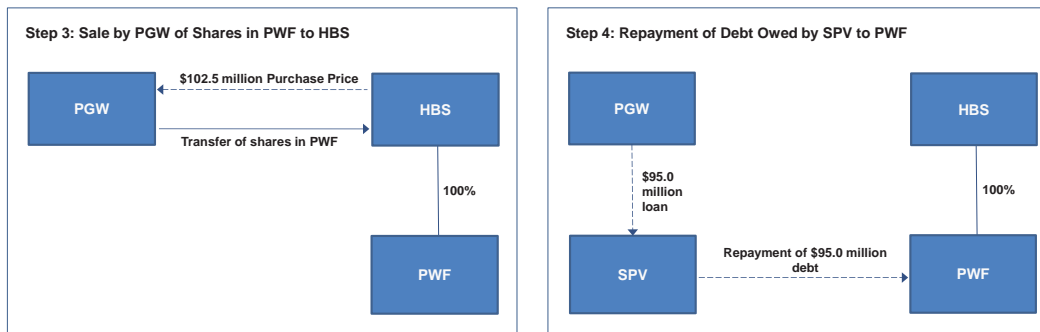 Step 3: Sale by PGW of Shares in PWF to HBS
$102.5 million Purchase Price
PGW
HBS
Transfer of shares in PWF
100%
PWF
Step 4: Repayment of Debt Owed by SPV to PWF
PGW
HBS
$95.0
million
loan
100%
SPV
Repayment of $95.0 million
debt
PWF